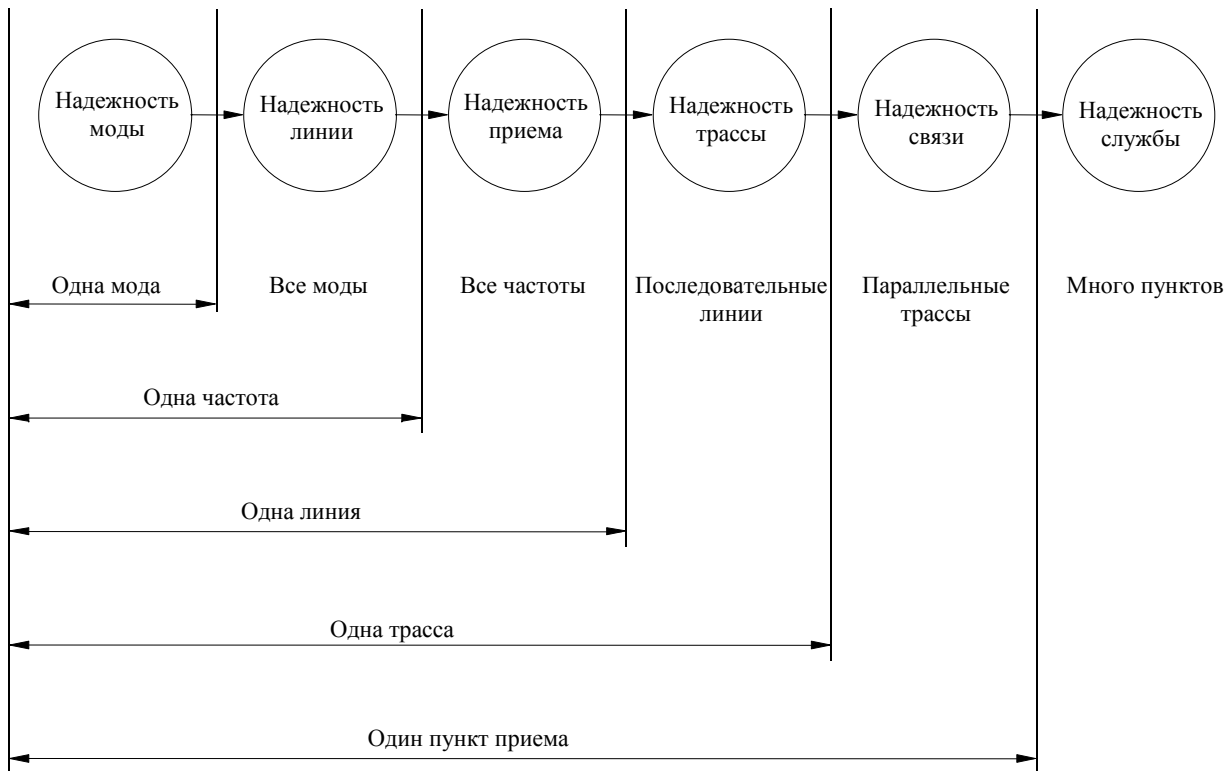 Надежность
моды
Надежность
линии
Надежность
приема
Надежность
трассы
Надежность
связи
Надежность
службы
Одна мода
Все моды
Все частоты
Последовательные
линии
Параллельные
трассы
Много пунктов
Одна частота
Одна линия
Одна трасса
Один пункт приема